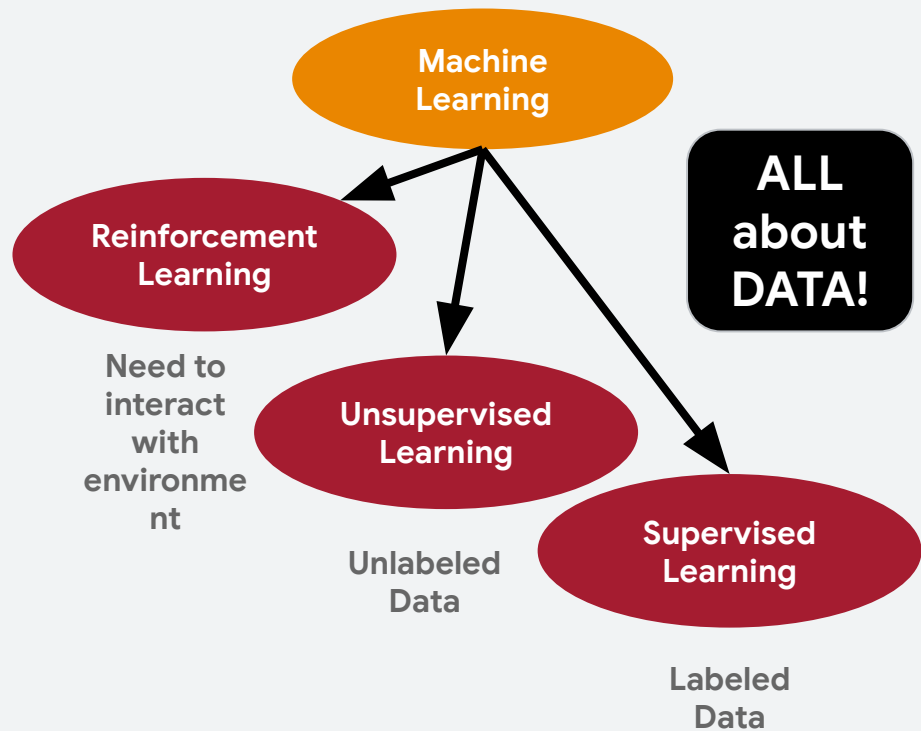 Machine
Learning
ALL
about
DATA!
Reinforcement
Learning
Need to
interact
with
environme
nt
Unsupervised
Learning
Unlabeled
Data
Supervised
Learning
Labeled
Data